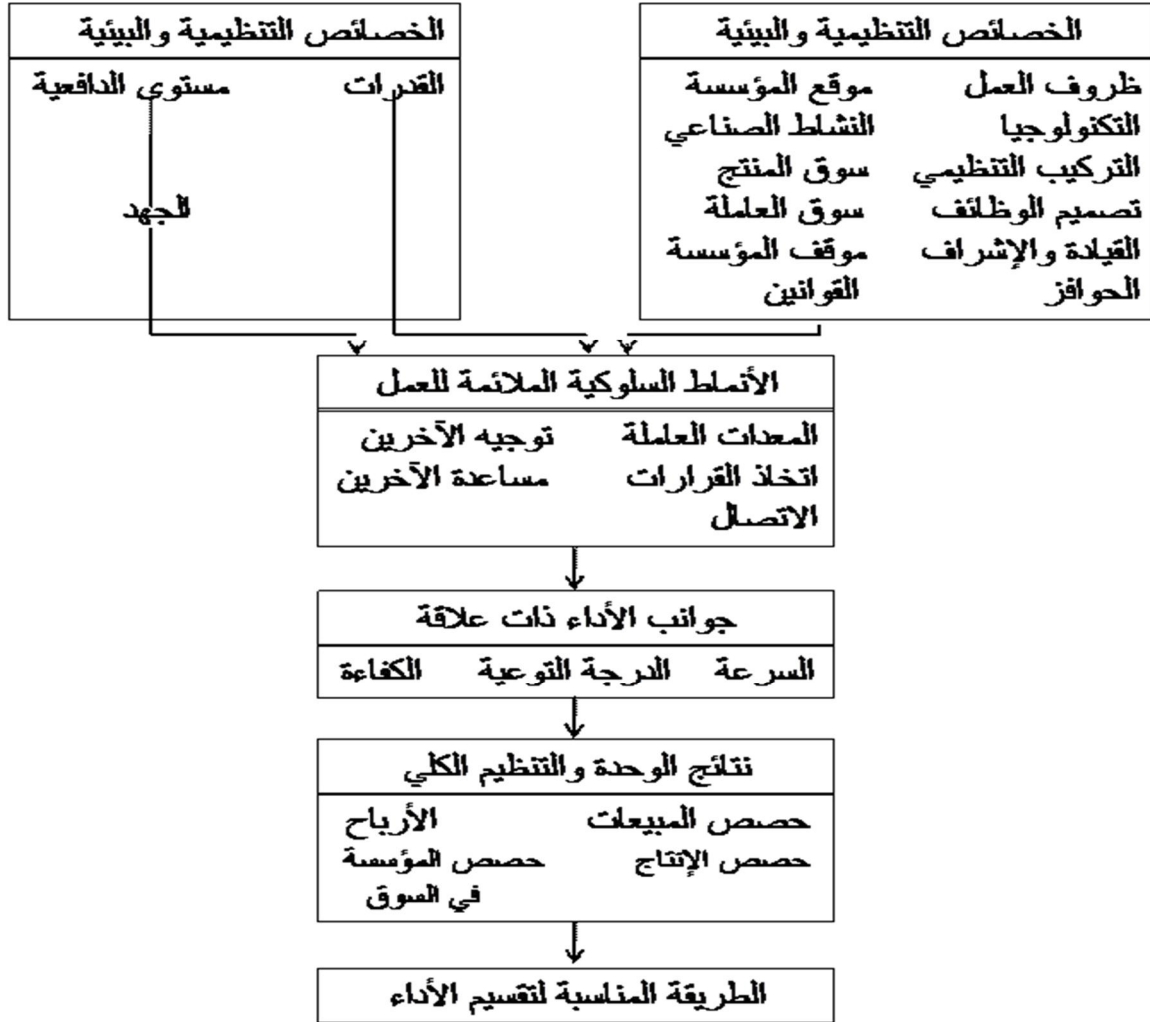 الخصائص التنظيمية والبيئية
ظروف العمل موقع المؤسسة
التكنولوجيا النشاط الصناعي
التركيب التنظيمي سوق المنتج
تصميم الوظائف سوق العاملة
القيادة والإشراف موقف المؤسسة
الحوافز القوانين
الخصائص التنظيمية والبيئية
القدرات مستوى الدافعية
الجهد
الأنماط السلوكية الملائمة للعمل
المعدات العاملة توجيه الآخرين
اتخاذ القرارات مساعدة الآخرين
الاتصال
جوانب الأداء ذات علاقة
السرعة الدرجة التوعية الكفاءة
نتائج الوحدة والتنظيم الكلي
حصص المبيعات الأرباح
حصص الإنتاج حصص المؤسسة
في السوق
الطريقة المناسبة لتقسيم الأداء